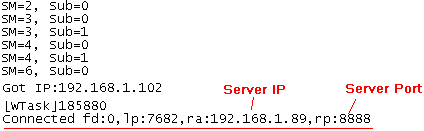 SM=2, Sub=0
SM=3, Sub=0
SM=3, Sub=1
SM=4, Sub=0
SM=4, Sub=1
SM=6, Sub=0
Got IP:192.168.1.102
Server IP
Server Port
[WTask]185880
Connected fd:0,lp:7682,ra:192.168.1.89,rp:8888